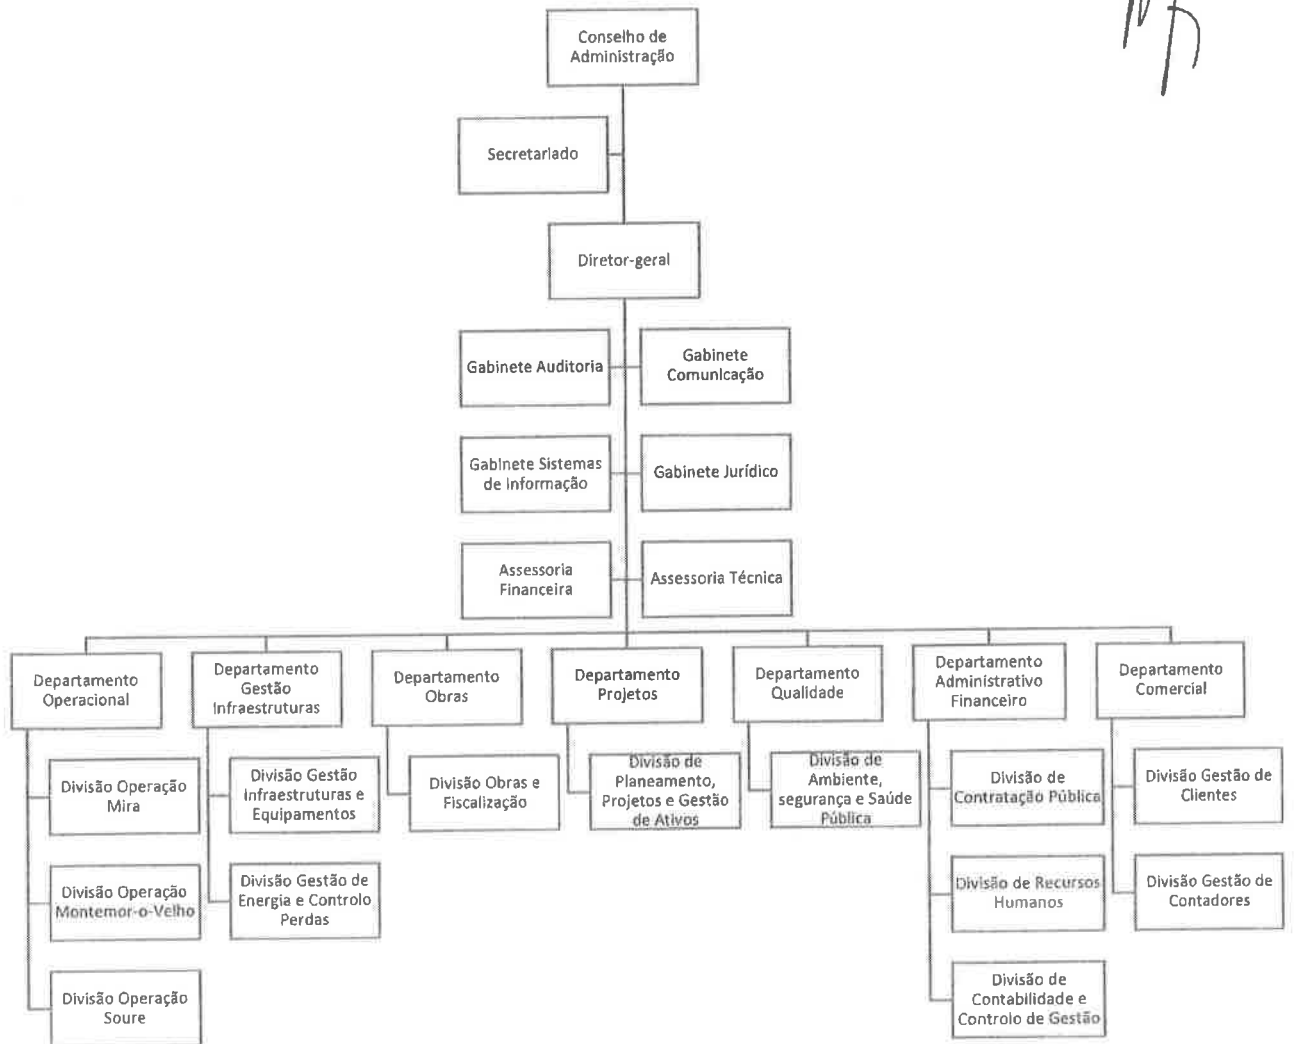 Conselho de
Administração
Secretariado
Diretor-geral
Gabinete Auditoria
Gabinete
Comunicação
Gabinete Sistemas
de Informação
Gabinete Jurídico
Assessoria
Financeira
Assessoria Técnica
Departamento
Operacional
Departamento
Gestão
Infraestruturas
Departamento
Obras
Departamento
Projetos
Departamento
Qualidade
Departamento
Administrativo
Financeiro
Departamento
Comercial
Divisão Operação
Mira
Divisão Gestão
Infraestruturas e
Equipamentos
Divisão Obras e
Fiscalização
Divisão de
Planeamento,
Projetos e Gestão
de Ativos
Divisão de
Ambiente,
segurança e Saúde
Pública
Divisão de
Contratação Pública
Divisão Gestão de
Clientes
Divisão Operação
Montemor-o-Velho
Divisão Gestão de
Energia e Controlo
Perdas
Divisão de Recursos
Humanos
Divisão Gestão de
Contadores
Divisão Operação
Soure
Divisão de
Contabilidade e
Controlo de Gestão